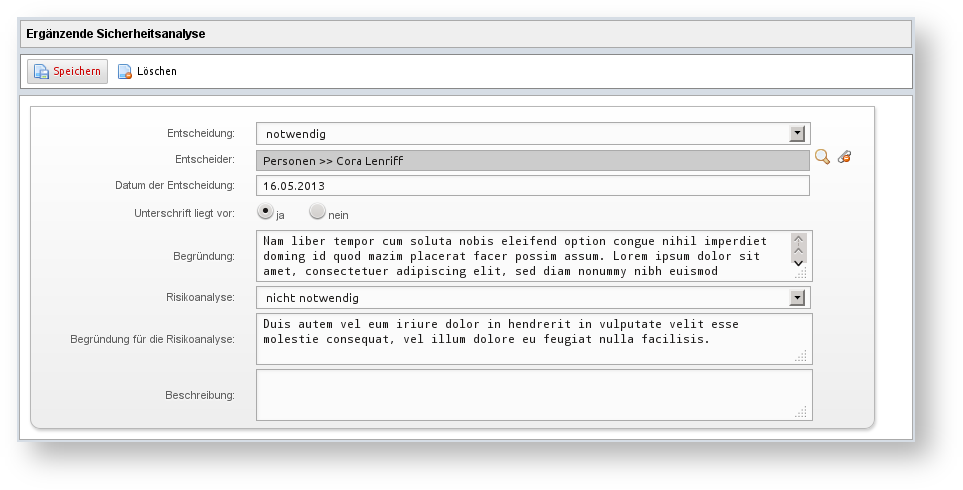 Ergänzende Sicherheitsanalyse
Speichern Löschen
Entscheidung: notwendig
Entscheider: Personen >> Cora Lenriff
Datum der Entscheidung: 16.05.2013
Unterschrift liegt vor: ja nein
Begründung: Nam liber tempor cum soluta nobis eleifend option congue nihil imperdiet
doming id quod mazim placerat facer possim assum. Lorem ipsum dolor sit
amet, consectetuer adipiscing elit, sed diam nonummy nibh euismod
Risikoanalyse: nicht notwendig
Begründung für die Risikoanalyse: Duis autem vel eum iriure dolor in hendrerit in vulputate velit esse
molestie consequat, vel illum dolore eu feugiat nulla facilisis.
Beschreibung: